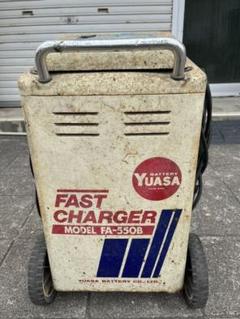 BATTERY
YUASA
FAST
CHARGER
MODEL FA-550B
YUASA BATTERY CO., LTD.